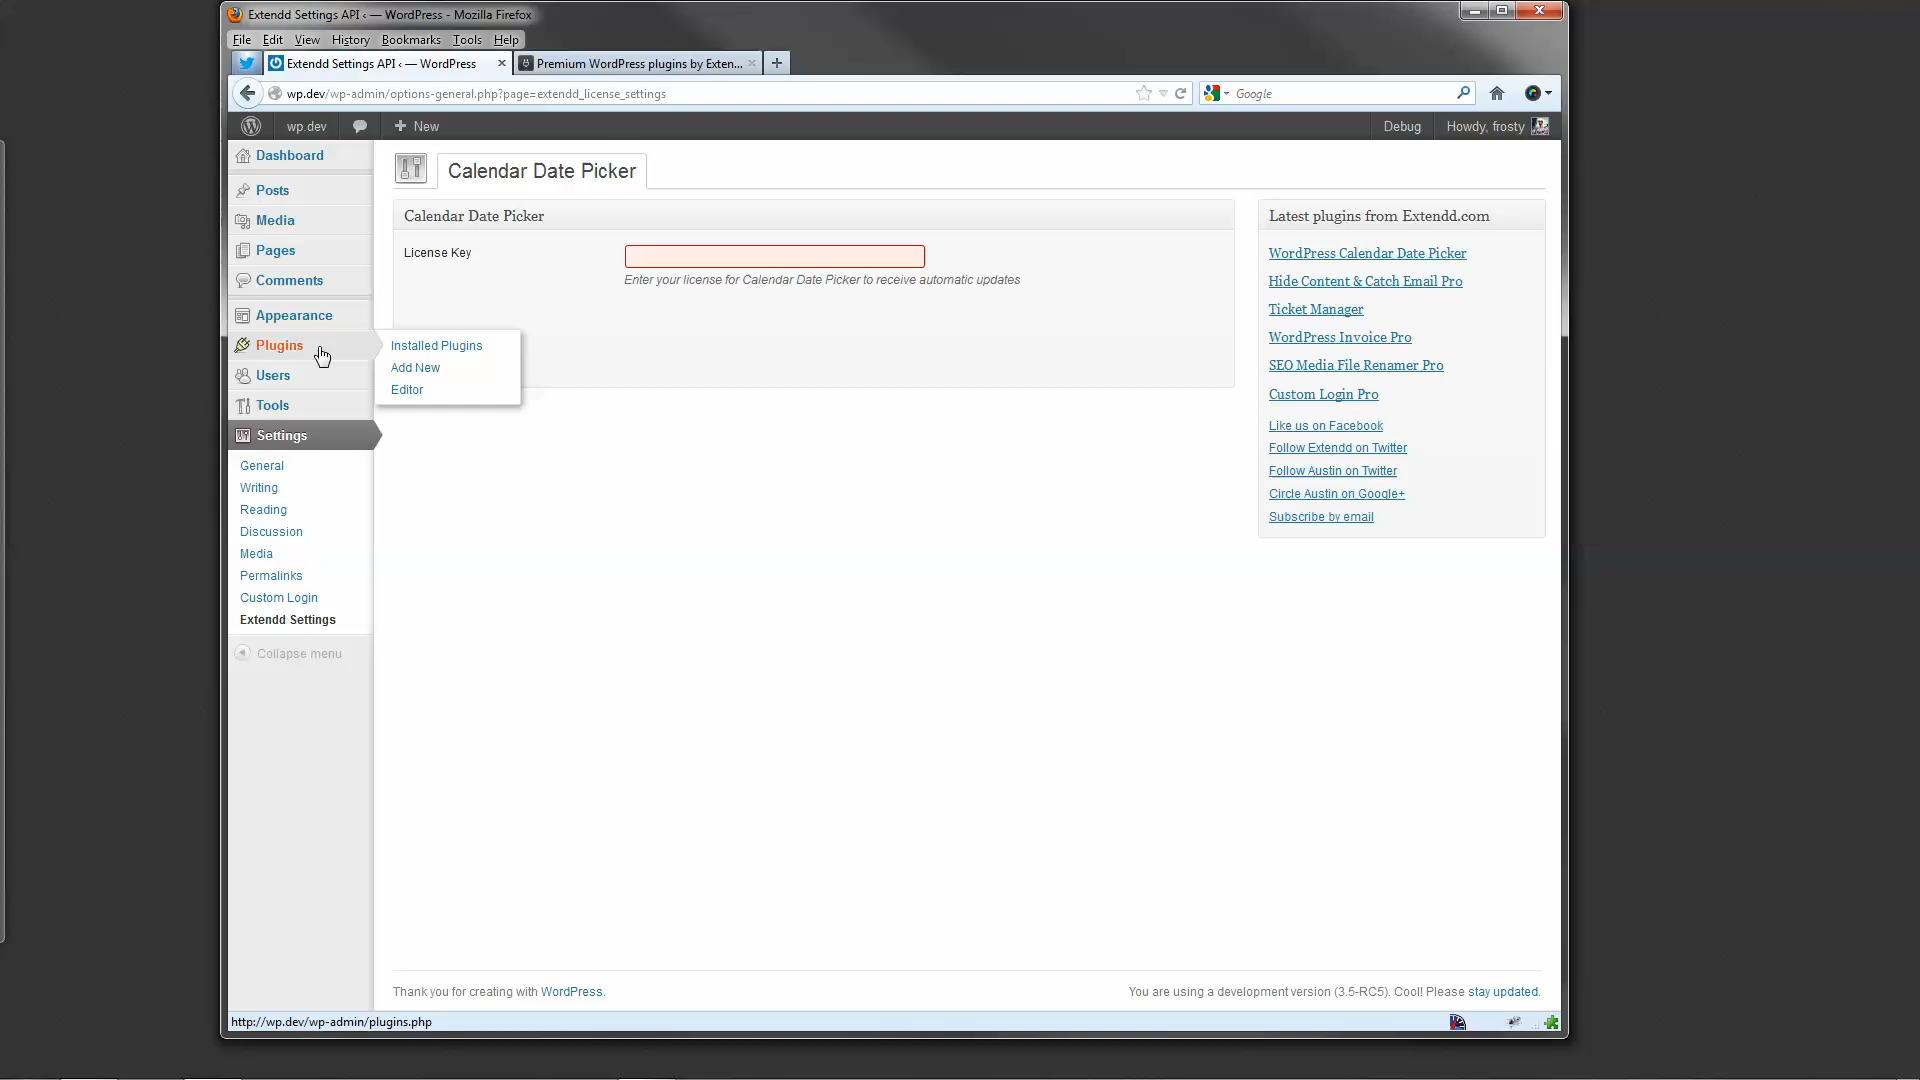 Extendd Settings API ‹ — WordPress - Mozilla Firefox
File Edit View History Bookmarks Tools Help
Extendd Settings API ‹ — WordPress
Premium WordPress plugins by Exten...
wp.dev/wp-admin/options-general.php?page=extendd_license_settings
Google
wp.dev
New
Debug
Howdy, frosty
Dashboard
Posts
Media
Pages
Comments
Appearance
Plugins
Users
Tools
Settings
General
Writing
Reading
Discussion
Media
Permalinks
Custom Login
Extendd Settings
Collapse menu
Installed Plugins
Add New
Editor
Calendar Date Picker
Calendar Date Picker
License Key
Enter your license for Calendar Date Picker to receive automatic updates
Latest plugins from Extendd.com
WordPress Calendar Date Picker
Hide Content & Catch Email Pro
Ticket Manager
WordPress Invoice Pro
SEO Media File Renamer Pro
Custom Login Pro
Like us on Facebook
Follow Extendd on Twitter
Follow Austin on Twitter
Circle Austin on Google+
Subscribe by email
Thank you for creating with WordPress.
You are using a development version (3.5-RC5). Cool! Please stay updated.
http://wp.dev/wp-admin/plugins.php